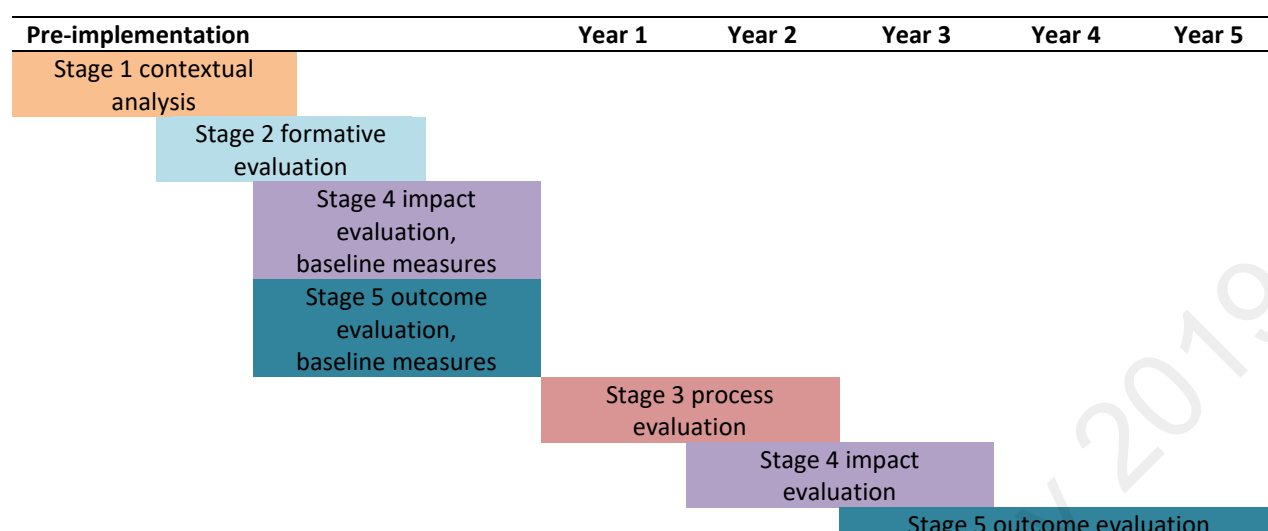 Pre-implementation Year 1 Year 2 Year 3 Year 4 Year 5
Stage 1 contextual
analysis
Stage 2 formative
evaluation
Stage 4 impact
evaluation,
baseline measures
Stage 5 outcome
evaluation,
baseline measures
Stage 3 process
evaluation
Stage 4 impact
evaluation
Stage 5 outcome evaluation
2019